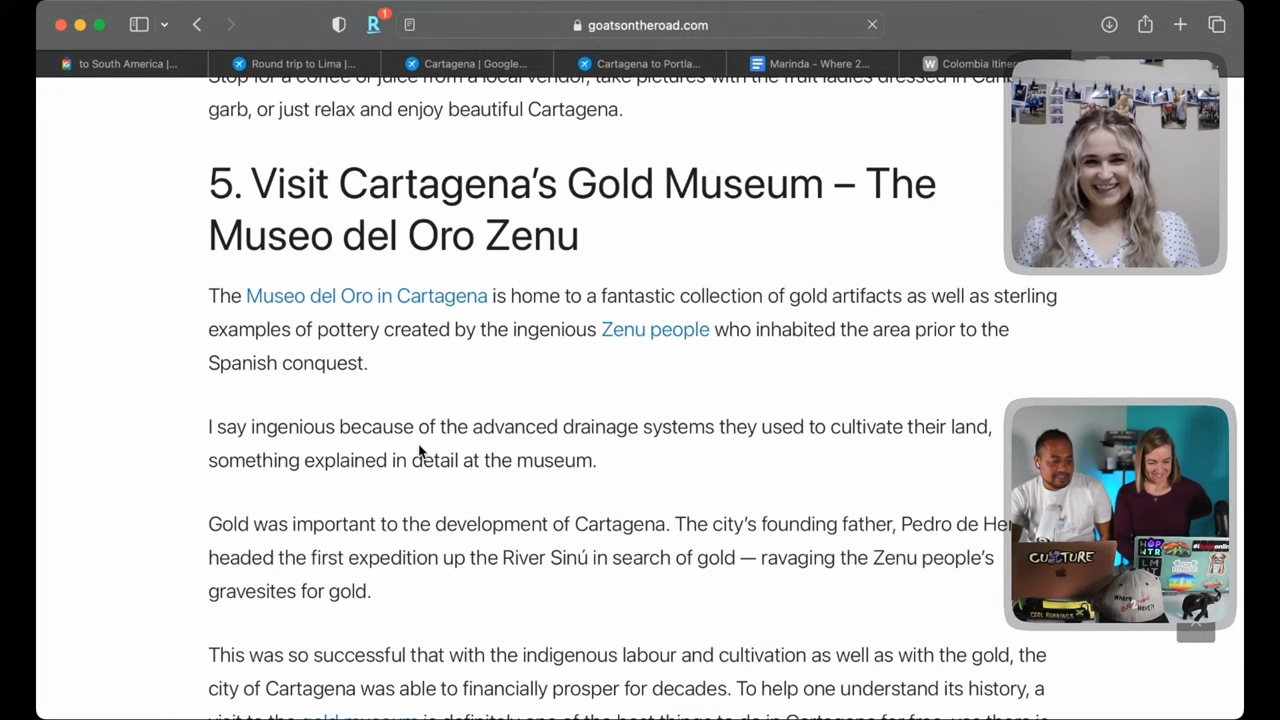 R 1
goatsontheroad.com
to South America |...
Round trip to Lima |...
Cartagena | Google...
Cartagena to Portla...
Marinda - Where 2...
W Colombia Itine
garb, or just relax and enjoy beautiful Cartagena.
5. Visit Cartagena's Gold Museum – The
Museo del Oro Zenu
The Museo del Oro in Cartagena is home to a fantastic collection of gold artifacts as well as sterling
examples of pottery created by the ingenious Zenu people who inhabited the area prior to the
Spanish conquest.
I say ingenious because of the advanced drainage systems they used to cultivate their land,
something explained in detail at the museum.
Gold was important to the development of Cartagena. The city's founding father, Pedro de Her
headed the first expedition up the River Sinú in search of gold — ravaging the Zenu people's
gravesites for gold.
This was so successful that with the indigenous labour and cultivation as well as with the gold, the
city of Cartagena was able to financially prosper for decades. To help one understand its history, a
CULTURE
COOL RUNNINGS